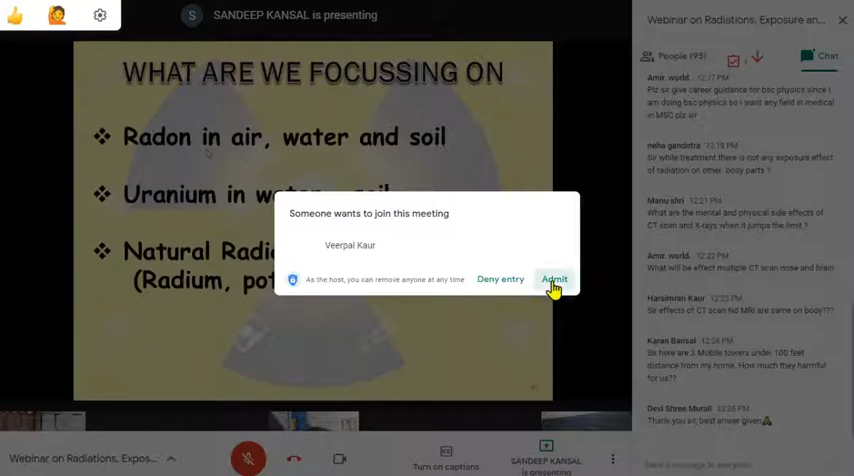 S SANDEEP KANSAL is presenting
WHAT ARE WE FOCUSSING ON
❖ Radon in air, water and soil
❖ Uranium in water soil
❖ Natural
(Radium,
Someone wants to join this meeting
Veerpal Kaur
As the host, you can remove anyone at any time
Deny entry
Admit
Webinar on Radiations, Exposure an...
People (95)
Chat
Amir. world. 12:17 PM
Plz sir give career guidance for bsc physics since I
am doing bsc physics so I want any field in medical
in MSC plz sir
neha gandotra 12:19 PM
Sir while treatment there is not any exposure effect
of radiation on other body parts ?
Manu shri 12:21 PM
What are the mental and physical side effects of
CT scan and X-rays when it jumps the limit ?
Amir. world. 12:22 PM
What will be effect multiple CT scan nose and brain
Harsimran Kaur 12:25 PM
Sir effects of CT scan Nd MRi are same on body???
Karan Bansal 12:26 PM
Sir here are 3 Mobile towers under 100 feet
distance from my home. How much they harmful
for us??
Devi Shree Murali 12:26 PM
Thank you sir, best answer given🙏
Send a message to everyone
Webinar on Radiations, Expos...
Turn on captions
SANDEEP KANSAL
is presenting